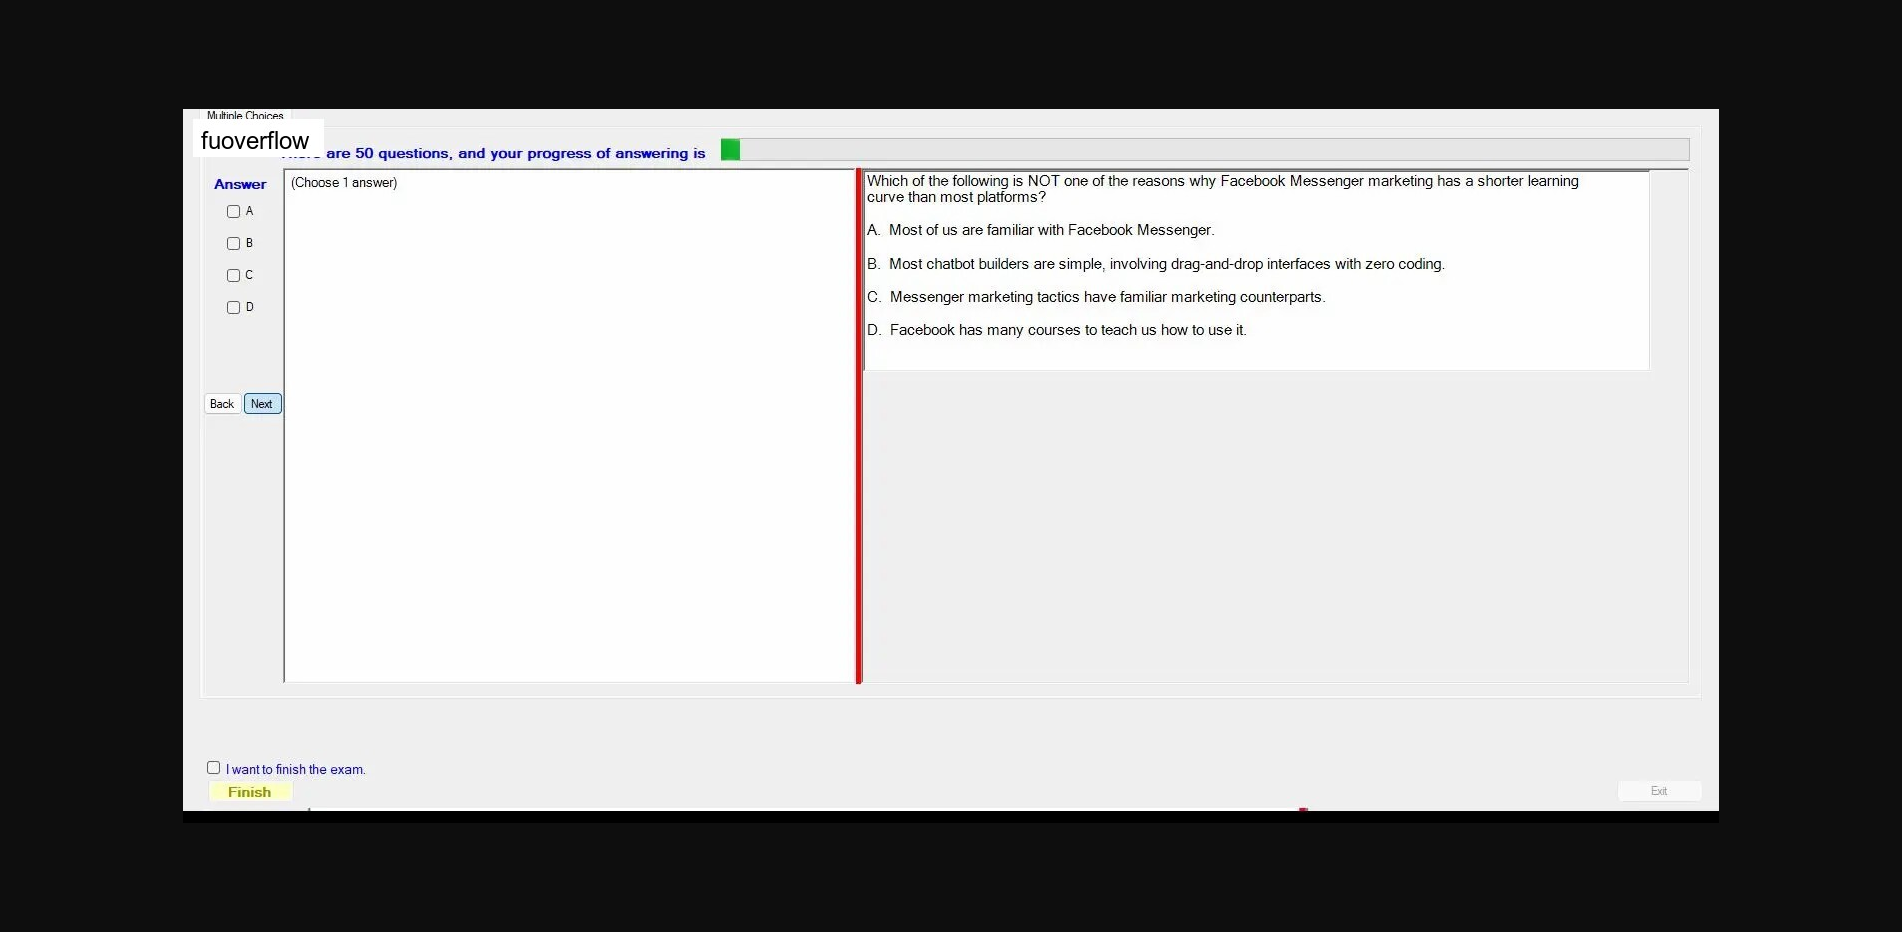 Multiple Choices
fuoverflow
are 50 questions, and your progress of answering is
Answer
(Choose 1 answer)
A
B
C
D
Back Next
Which of the following is NOT one of the reasons why Facebook Messenger marketing has a shorter learning
curve than most platforms?
A. Most of us are familiar with Facebook Messenger.
B. Most chatbot builders are simple, involving drag-and-drop interfaces with zero coding.
C. Messenger marketing tactics have familiar marketing counterparts.
D. Facebook has many courses to teach us how to use it.
I want to finish the exam.
Finish
Exit